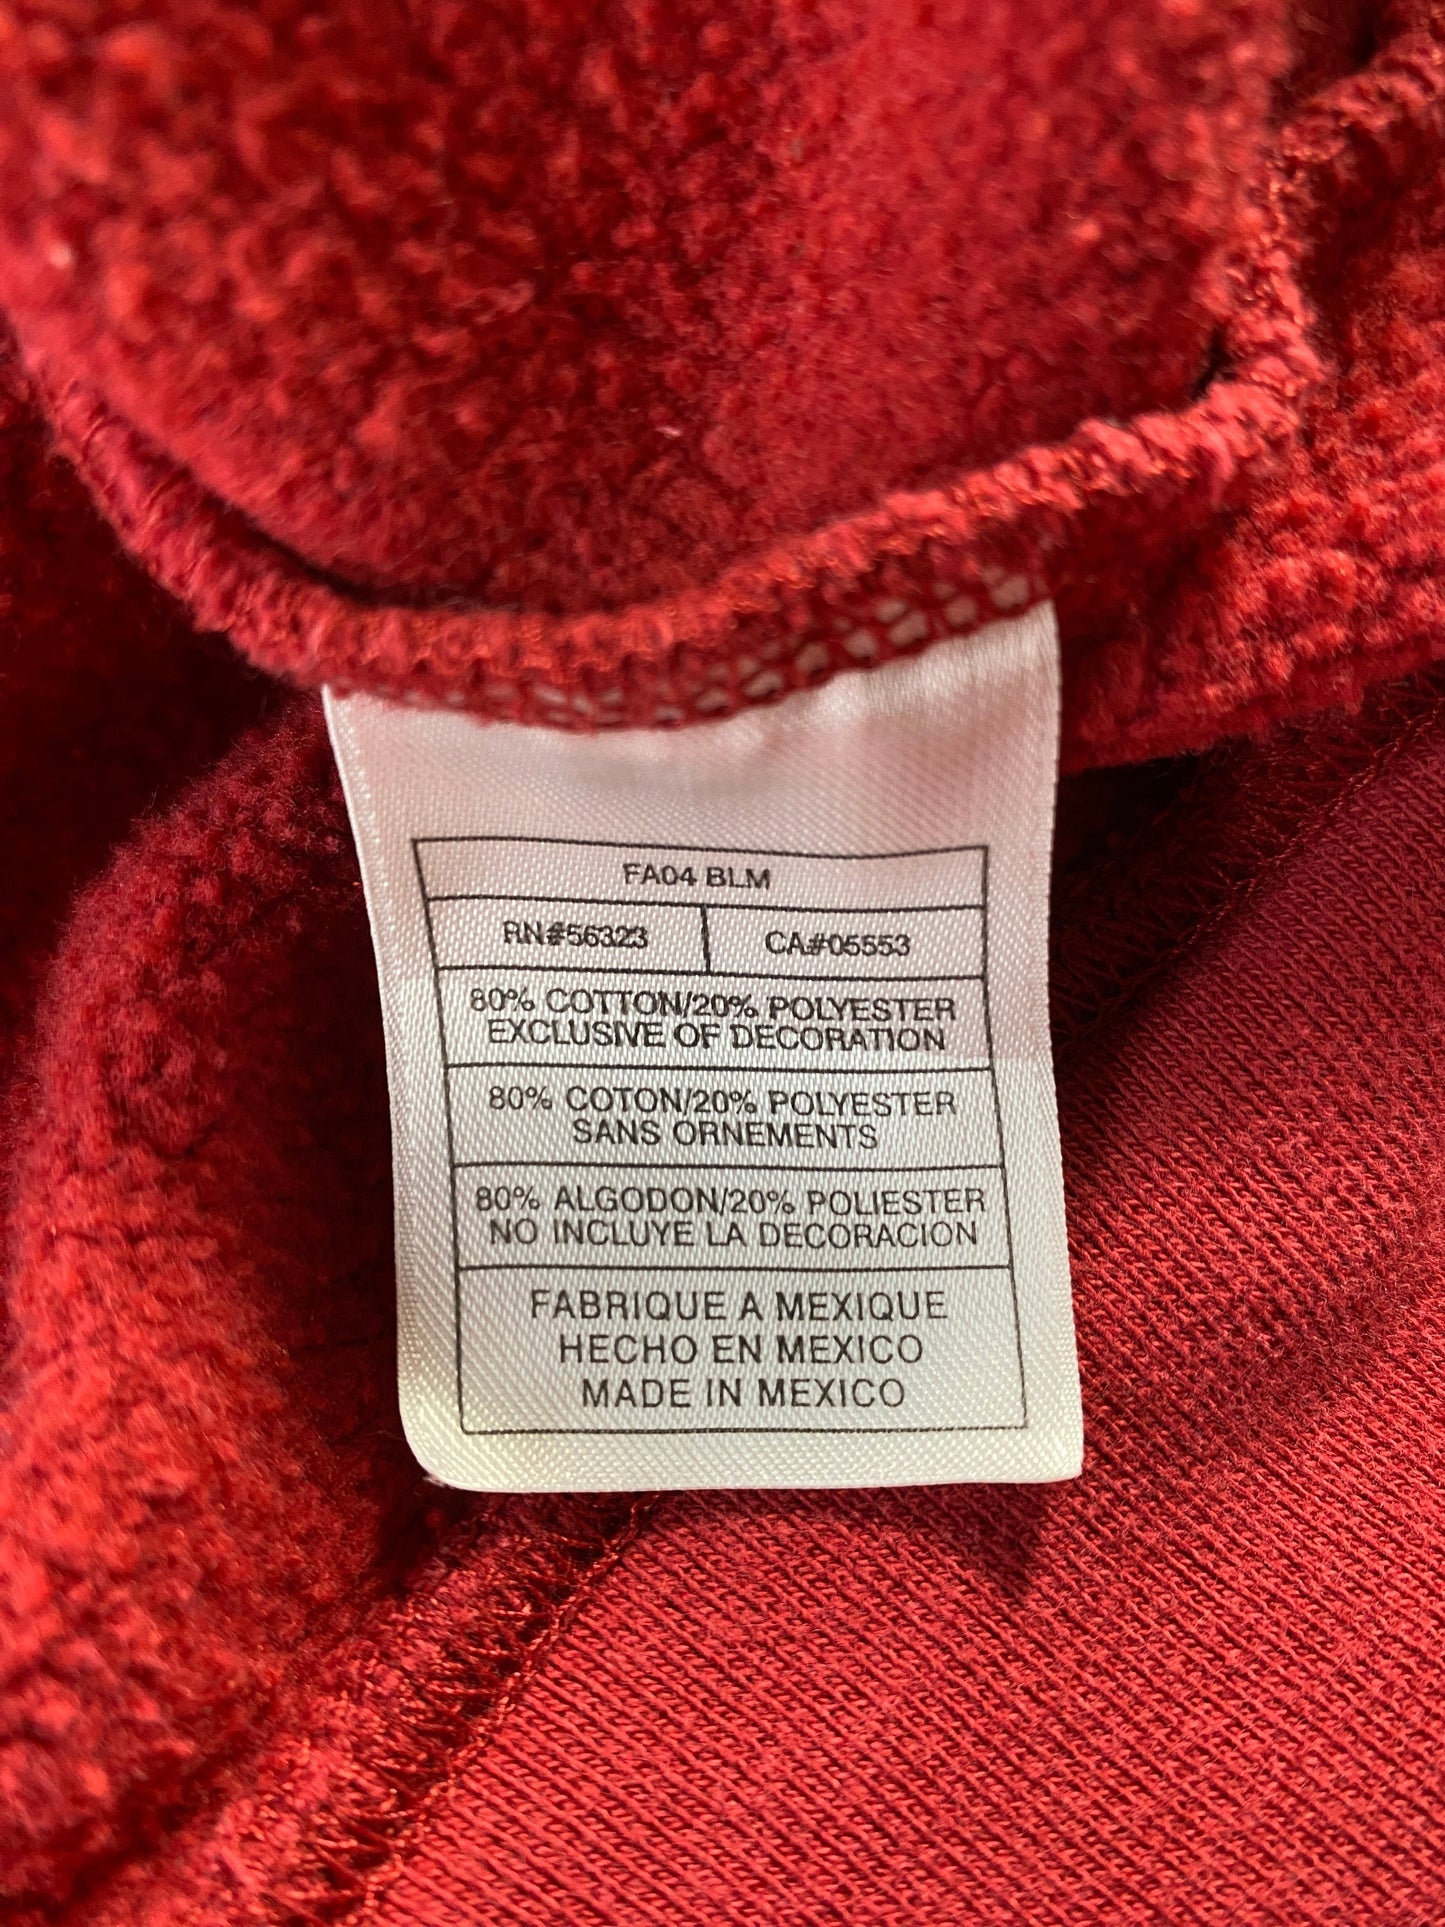 FA04 BLM
RN#56323 CA#05553
80% COTTON/20% POLYESTER
EXCLUSIVE OF DECORATION
80% COTON/20% POLYESTER
SANS ORNEMENTS
80% ALGODON/20% POLIESTER
NO INCLUYE LA DECORACION
FABRIQUE A MEXIQUE
HECHO EN MEXICO
MADE IN MEXICO